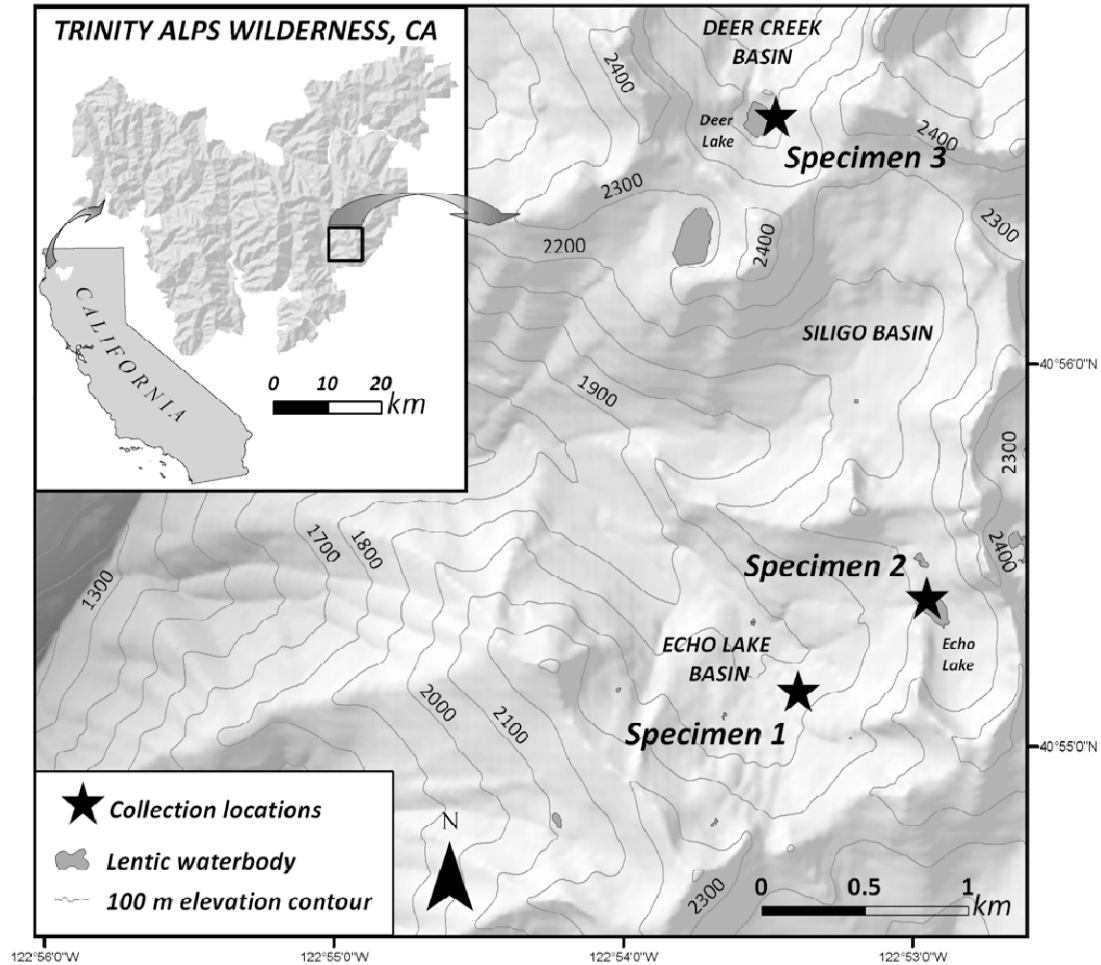 TRINITY ALPS WILDERNESS, CA
CALIFORNIA
0 10 20
km
DEER CREEK
BASIN
2400
Deer
Lake
Specimen 3
2400
2300
2200
2400
2300
SILIGO BASIN
40°56'0"N
1900
2300
1700
1800
1300
Specimen 2
2400
Echo
Lake
ECHO LAKE
BASIN
Specimen 1
2000
2100
40°55'0"N
Collection locations
Lentic waterbody
100 m elevation contour
N
2300
0 0.5 1
km
122°56'0"W 122°55'0"W 122°54'0"W 122°53'0"W